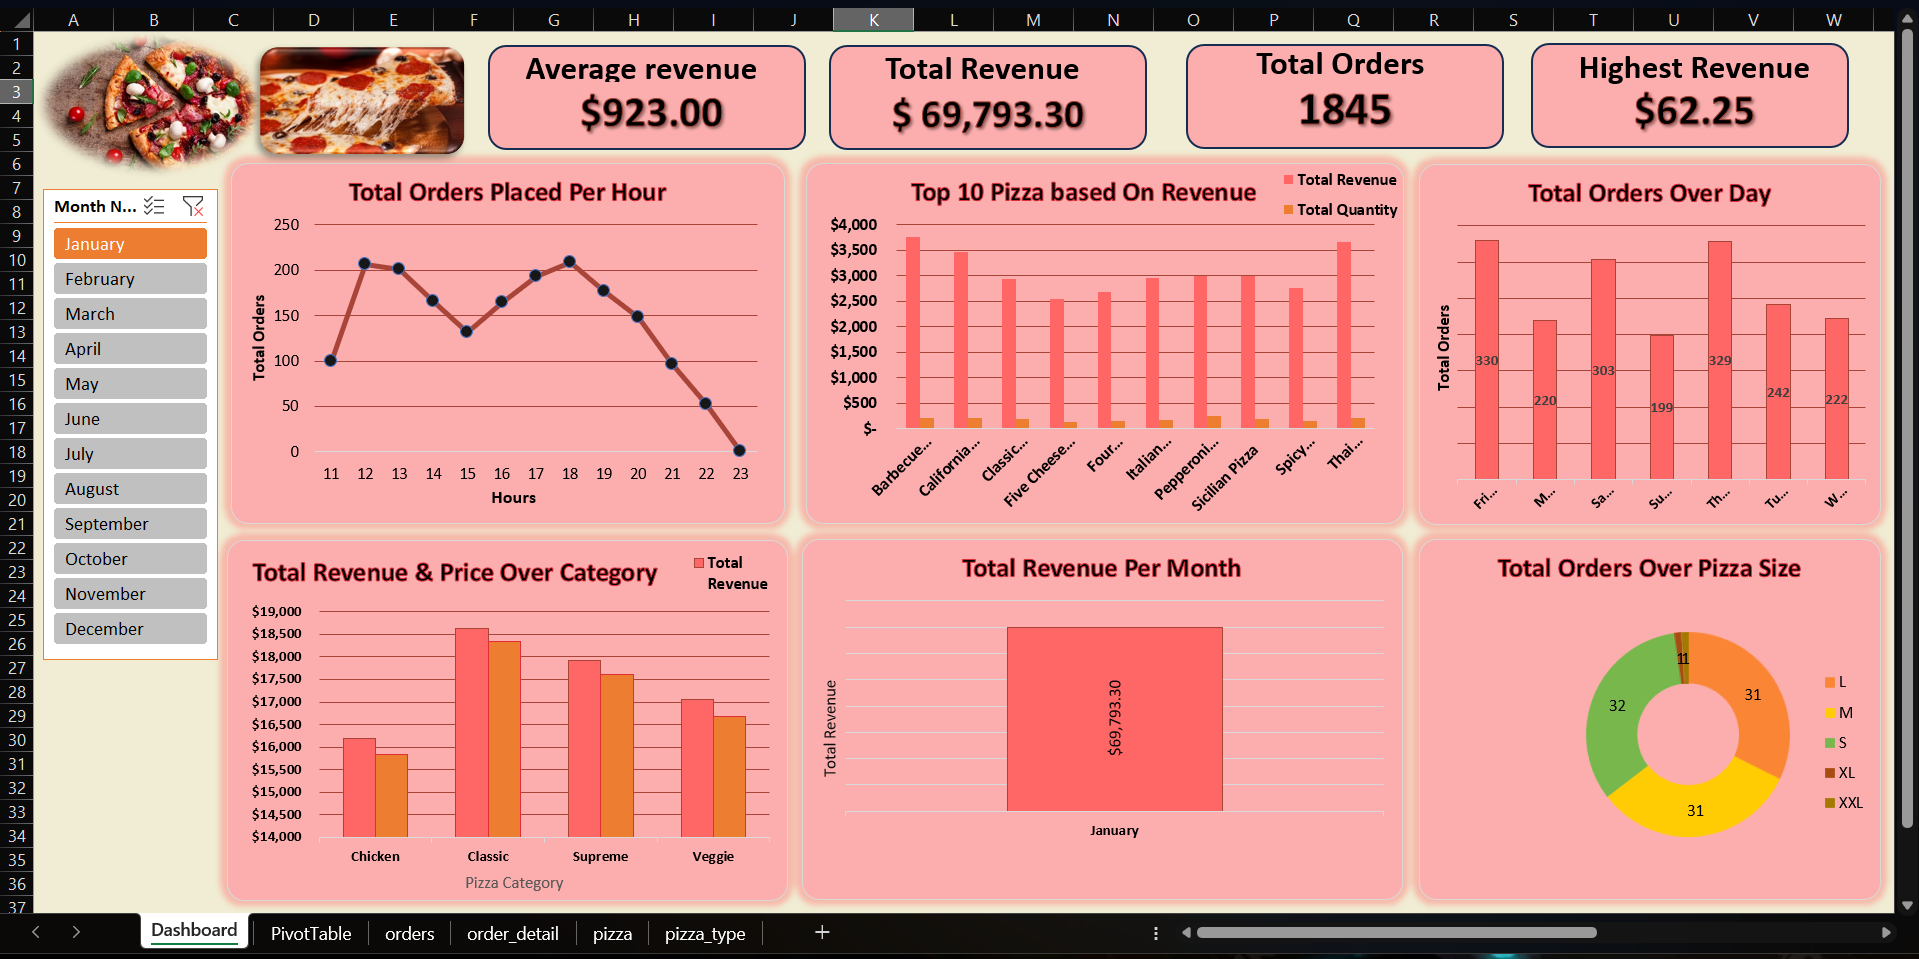 A B C D E F G H I J K L M N O P Q R S T U V W
1
2
3
4
5
6
7
8
9
10
11
12
13
14
15
16
17
18
19
20
21
22
23
24
25
26
27
28
29
30
31
32
33
34
35
36
37
Average revenue
$923.00
Total Revenue
$ 69,793.30
Total Orders
1845
Highest Revenue
$62.25
Month N...
January
February
March
April
May
June
July
August
September
October
November
December
Total Orders Placed Per Hour
250
200
150
100
50
0
Total Orders
11 12 13 14 15 16 17 18 19 20 21 22 23
Hours
Top 10 Pizza based On Revenue
Total Revenue
Total Quantity
$4,000
$3,500
$3,000
$2,500
$2,000
$1,500
$1,000
$500
$-
Barbecue...
California...
Classic...
Five Cheese...
Four...
Italian...
Pepperoni...
Sicilian Pizza
Spicy...
Thai...
Total Orders Over Day
Total Orders
330 220 303 199 329 242 222
Fri... M... Sa... Su... Th... Tu... W...
Total Revenue & Price Over Category
Total
Revenue
$19,000
$18,500
$18,000
$17,500
$17,000
$16,500
$16,000
$15,500
$15,000
$14,500
$14,000
Chicken Classic Supreme Veggie
Pizza Category
Total Revenue Per Month
Total Revenue
$69,793.30
January
Total Orders Over Pizza Size
11
31
32
31
L
M
S
XL
XXL
Dashboard PivotTable orders order_detail pizza pizza_type